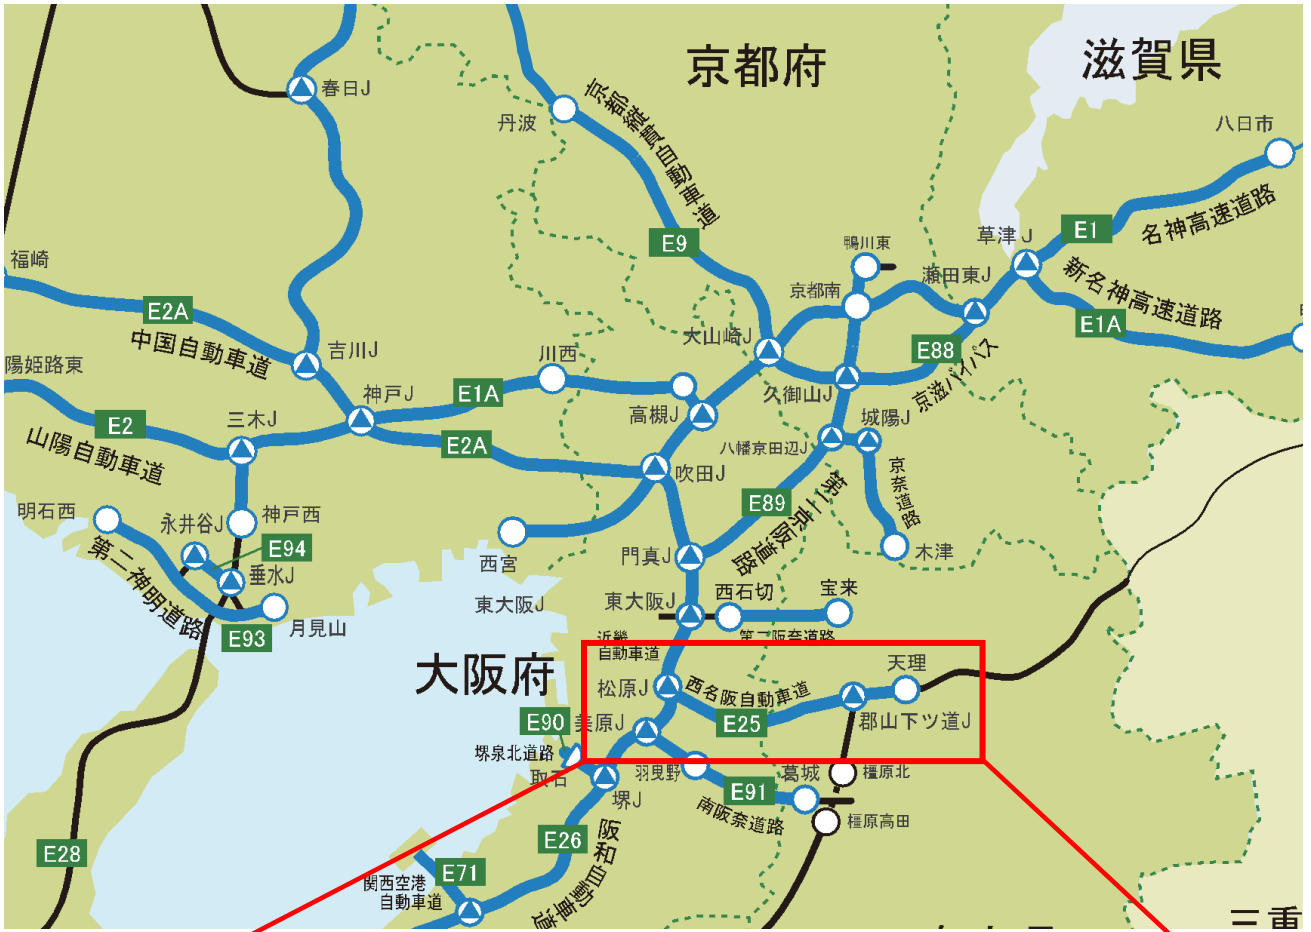 京都府
滋賀県
春日J
丹波
京都縦貫自動車道
八日市
E9
E1
名神高速道路
鴨川東
草津J
新名神高速道路
福崎
E2A
中国自動車道
京都南
瀬田東J
E1A
陽姫路東
吉川J
川西
大山崎J
E88
京滋バイパス
神戸J
E1A
久御山J
E2
三木J
高槻J
城陽J
山陽自動車道
E2A
吹田J
八幡京田辺J
京奈道路
E89
第二京阪道路
明石西
永井谷J
神戸西
E94
西宮
門真J
木津
第二神明道路
垂水J
東大阪J
東大阪J
西石切
宝来
E93
月見山
近畿
自動車道
第二阪奈道路
大阪府
松原J
西名阪自動車道
天理
E90
美原J
E25
郡山下ツ道J
堺泉北道路
取石
羽曳野
葛城
橿原北
堺J
E91
南阪奈道路
橿原高田
E28
E26
阪和自動車道
E71
関西空港
自動車道
三重